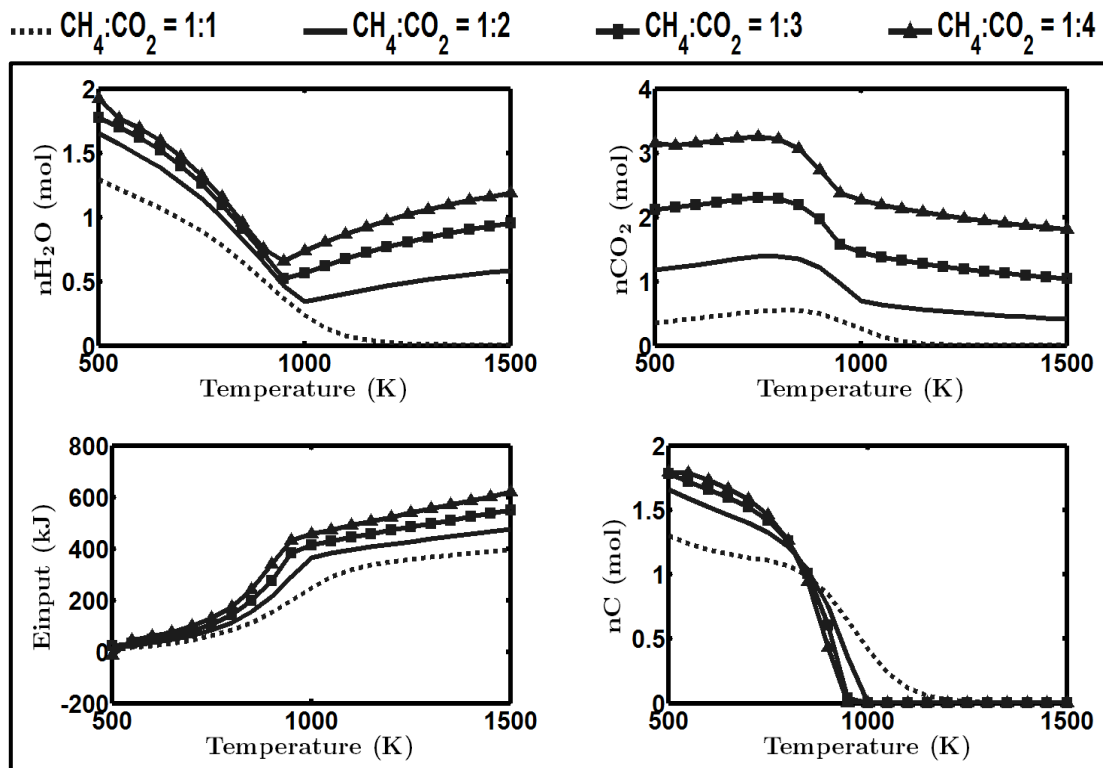 CH4:CO2 = 1:1 CH4:CO2 = 1:2 CH4:CO2 = 1:3 CH4:CO2 = 1:4
nH2O (mol)
2
1.5
1
0.5
0
500 1000 1500
Temperature (K)
nCO2 (mol)
4
3
2
1
0
500 1000 1500
Temperature (K)
Einput (kJ)
800
600
400
200
0
-200
500 1000 1500
Temperature (K)
nC (mol)
2
1.5
1
0.5
0
500 1000 1500
Temperature (K)